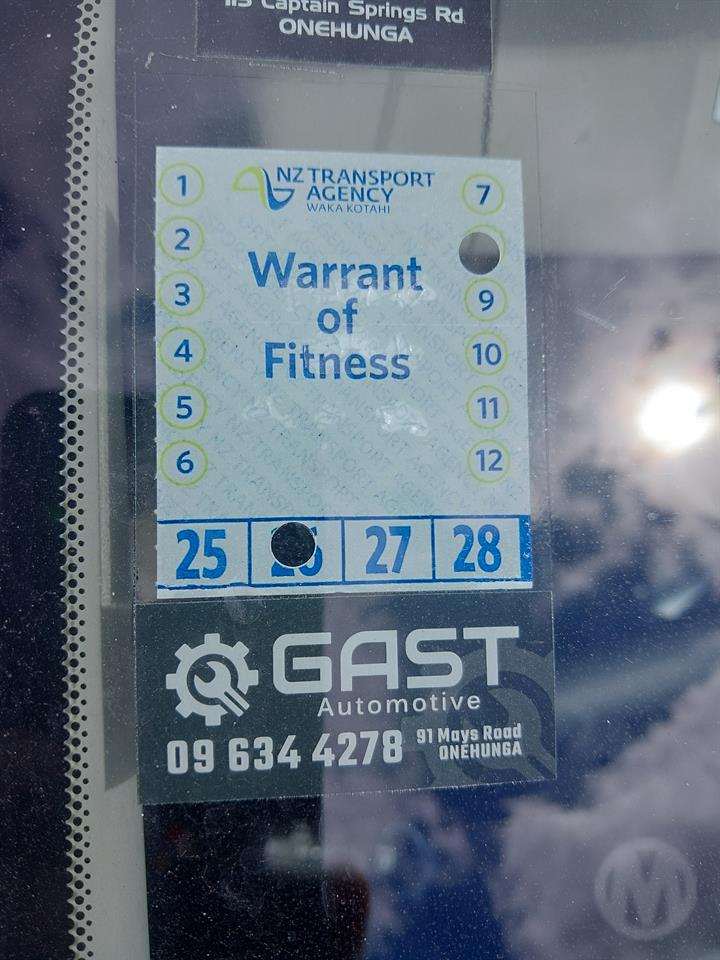 113 Captain Springs Rd
ONEHUNGA
NZ TRANSPORT
AGENCY
WAKA KOTAHI
1
7
2
Warrant
of
Fitness
3
9
4
10
5
11
6
12
25
27
28
GAST
Automotive
09 634 4278
91 Mays Road
ONEHUNGA
M